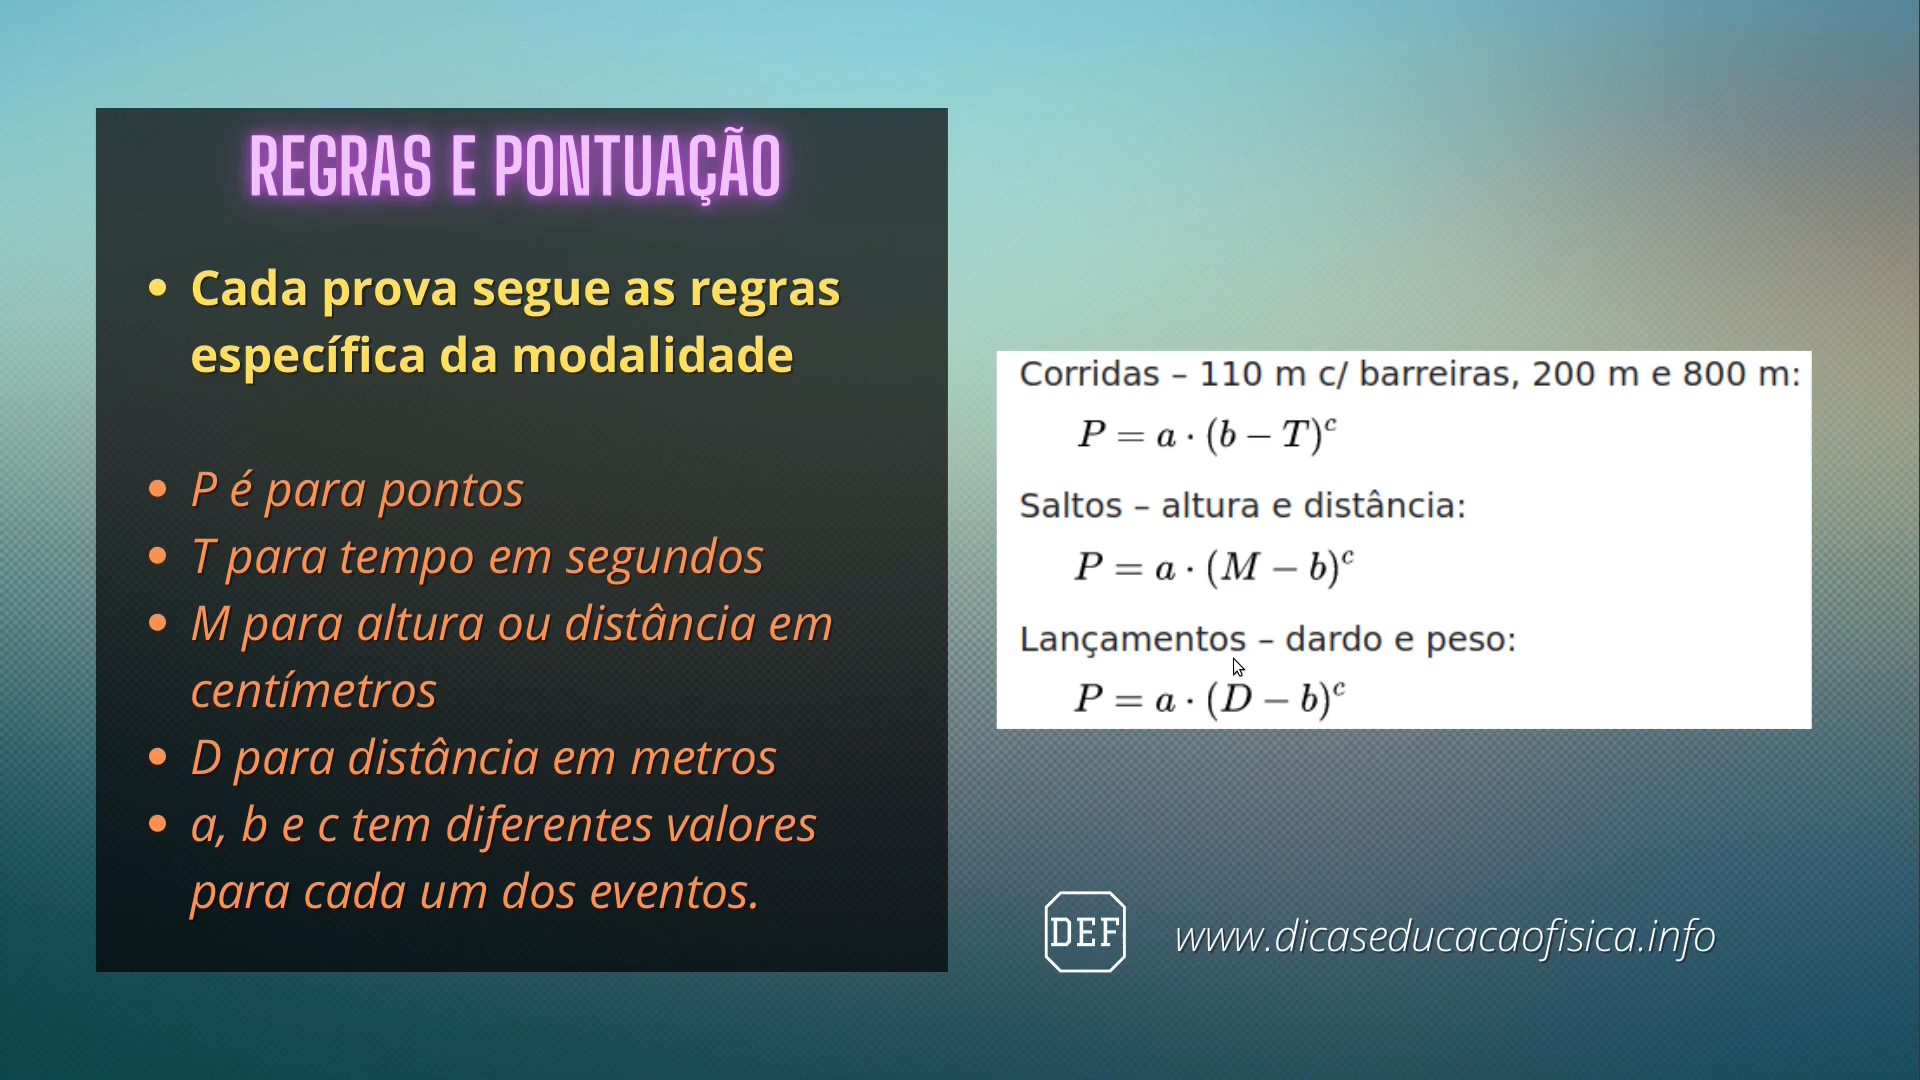 REGRAS E PONTUAÇÃO
• Cada prova segue as regras
específica da modalidade
• P é para pontos
• T para tempo em segundos
• M para altura ou distância em
centímetros
• D para distância em metros
• a, b e c tem diferentes valores
para cada um dos eventos.
Corridas – 110 m c/ barreiras, 200 m e 800 m:
P = a · (b − T)^c
Saltos – altura e distância:
P = a · (M − b)^c
Lançamentos – dardo e peso:
P = a · (D − b)^c
DEF
www.dicaseducacaofisica.info